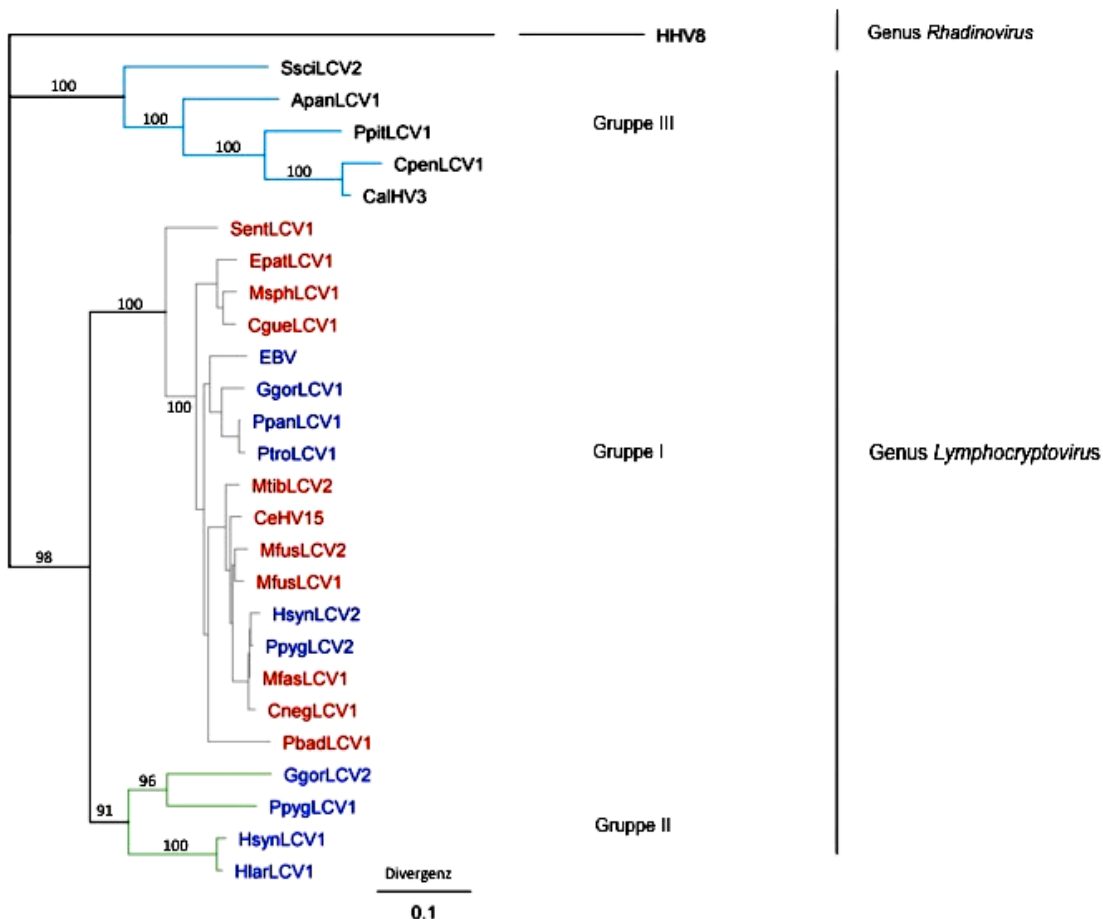 HHV8
Genus Rhadinovirus
SsciLCV2
100
ApanLCV1
100
Gruppe III
PpitLCV1
100
CpenLCV1
100
CalHV3
SentLCV1
EpatLCV1
MsphLCV1
100
CgueLCV1
EBV
GgorLCV1
100
PpanLCV1
Gruppe I
Genus Lymphocryptovirus
PtroLCV1
MtibLCV2
CeHV15
MfusLCV2
98
MfusLCV1
HsynLCV2
PpygLCV2
MfasLCV1
CnegLCV1
PbadLCV1
GgorLCV2
96
PpygLCV1
91
Gruppe II
HsynLCV1
100
HlarLCV1
Divergenz
0.1